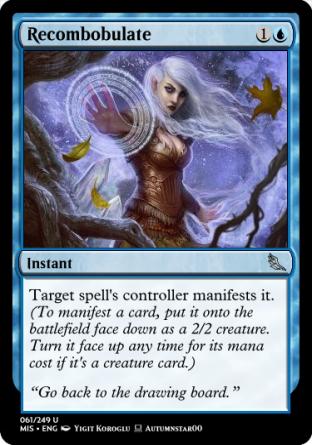 Recombobulate 1
Instant
Target spell's controller manifests it.
(To manifest a card, put it onto the
battlefield face down as a 2/2 creature.
Turn it face up any time for its mana
cost if it's a creature card.)
“Go back to the drawing board.”
061/249 U
MIS • ENG Yigit Koroglu Autumnstar00